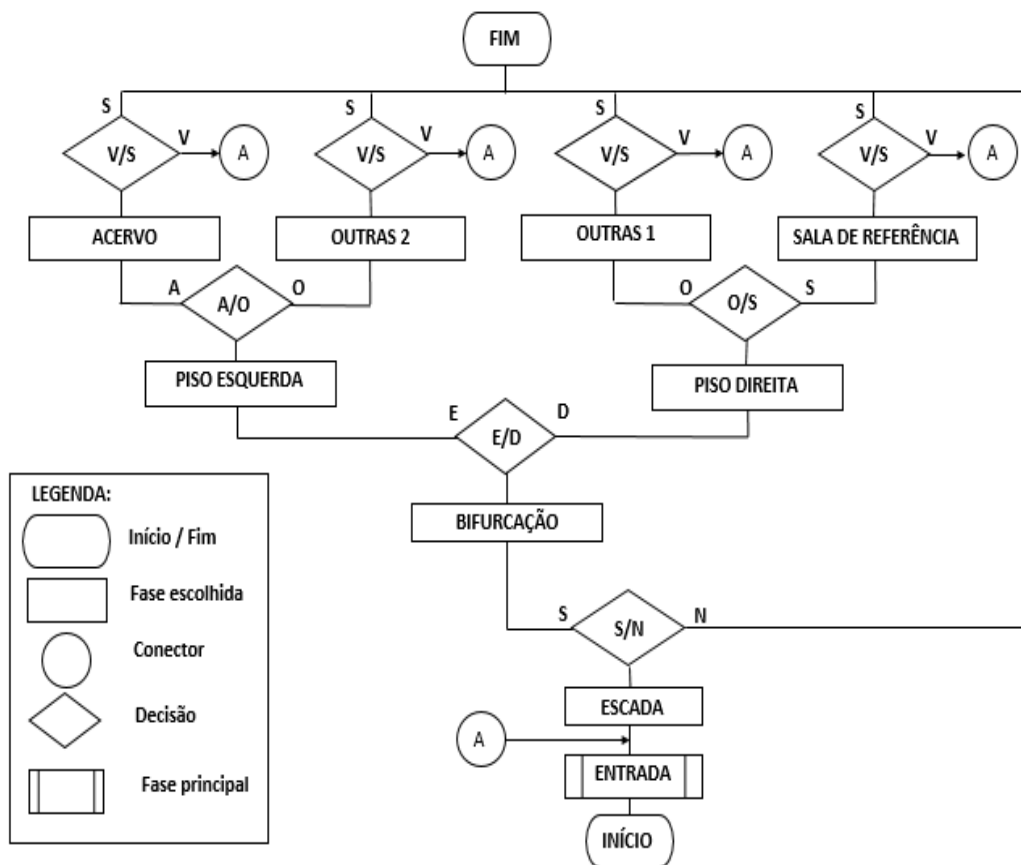 FIM
S
S
S
S
V/S
V
A
V/S
V
A
V/S
V
A
V/S
V
A
ACERVO
OUTRAS 2
OUTRAS 1
SALA DE REFERÊNCIA
A
A/O
O
O
O/S
S
PISO ESQUERDA
PISO DIREITA
E
E/D
D
BIFURCAÇÃO
S
S/N
N
ESCADA
A
ENTRADA
INÍCIO
LEGENDA:
Início / Fim
Fase escolhida
Conector
Decisão
Fase principal